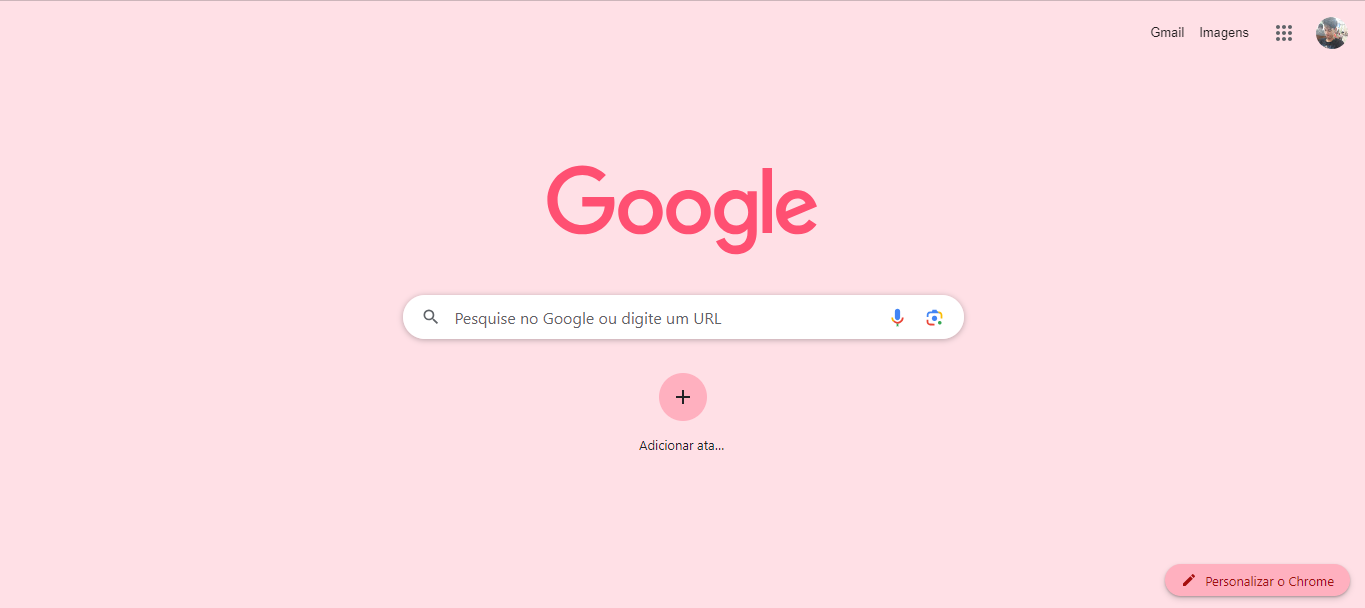 Gmail Imagens
Google
Pesquise no Google ou digite um URL
Adicionar ata...
Personalizar o Chrome